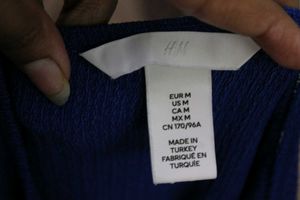 H&M
EUR M
US M
CA M
MX M
CN 170/96A
MADE IN
TURKEY
FABRIQUÉ EN
TURQUIE